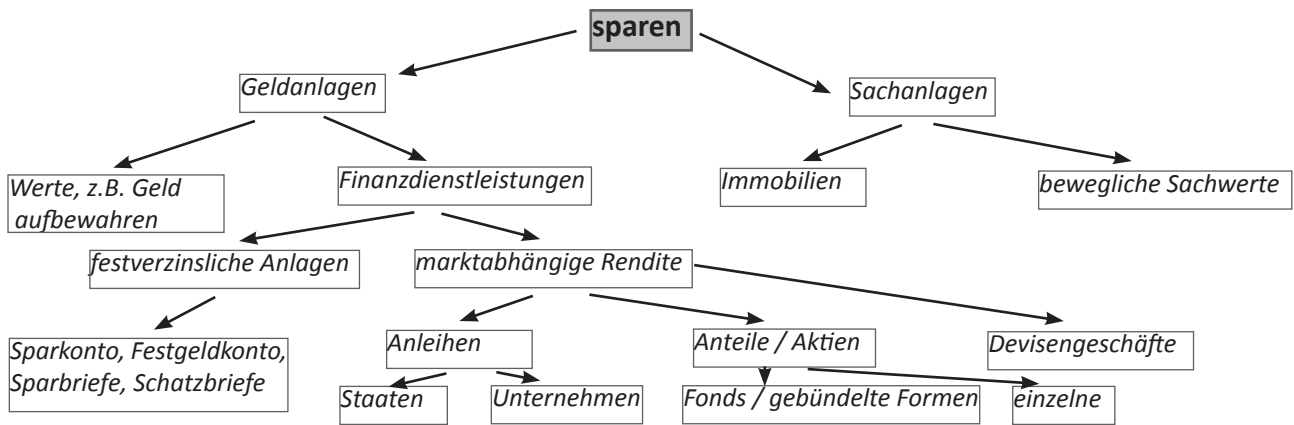 sparen
Geldanlagen
Sachanlagen
Werte, z.B. Geld
aufbewahren
Finanzdienstleistungen
Immobilien
bewegliche Sachwerte
festverzinsliche Anlagen
marktabhängige Rendite
Sparkonto, Festgeldkonto,
Sparbriefe, Schatzbriefe
Anleihen
Anteile / Aktien
Devisengeschäfte
Staaten
Unternehmen
Fonds / gebündelte Formen
einzelne